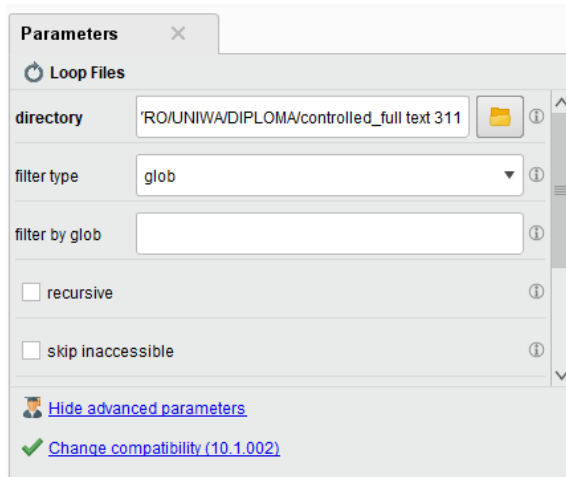 Parameters
Loop Files
directory 'RO/UNIWA/DIPLOMA/controlled_full text 311
filter type glob
filter by glob
recursive
skip inaccessible
Hide advanced parameters
Change compatibility (10.1.002)